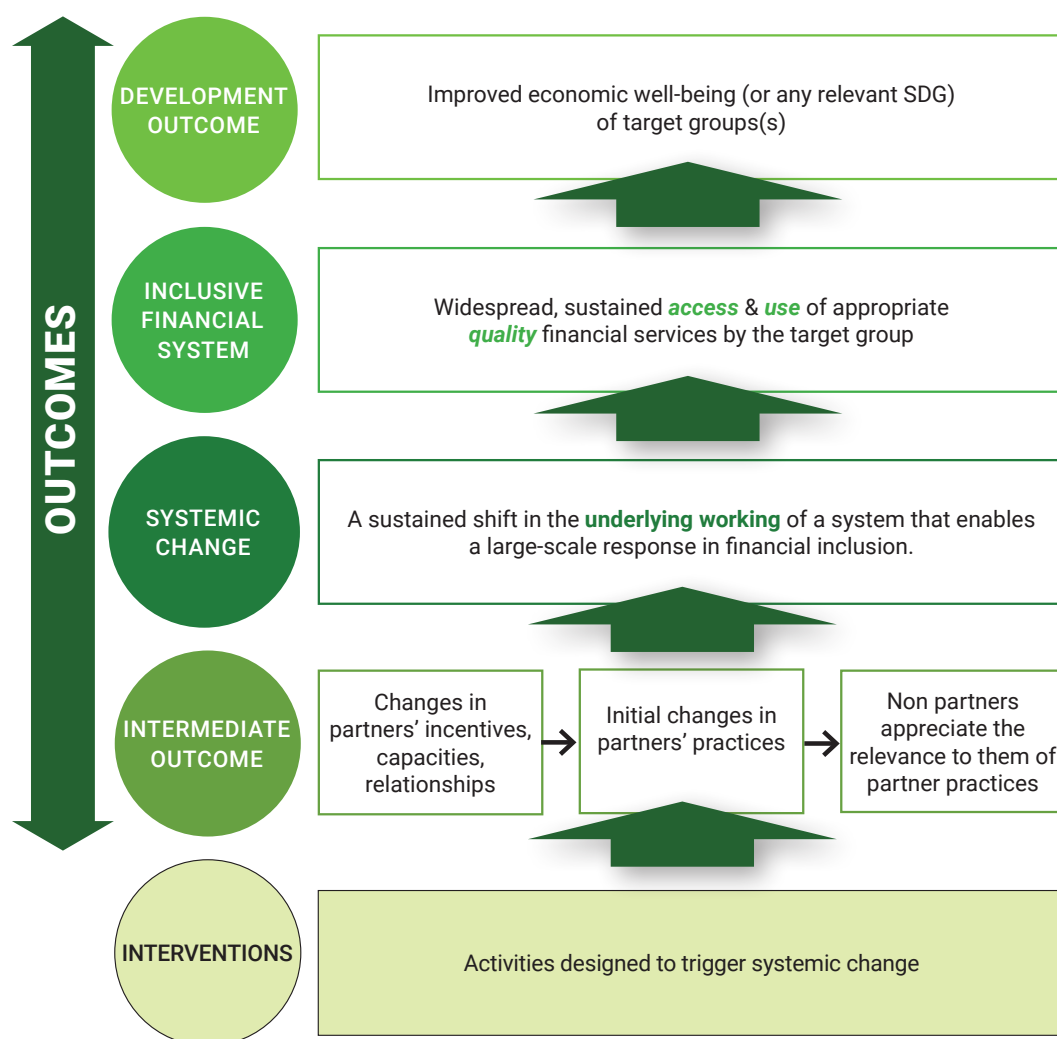 OUTCOMES
DEVELOPMENT
OUTCOME
Improved economic well-being (or any relevant SDG)
of target groups(s)
INCLUSIVE
FINANCIAL
SYSTEM
Widespread, sustained access & use of appropriate
quality financial services by the target group
SYSTEMIC
CHANGE
A sustained shift in the underlying working of a system that enables
a large-scale response in financial inclusion.
INTERMEDIATE
OUTCOME
Changes in
partners’ incentives,
capacities,
relationships
Initial changes in
partners’ practices
Non partners
appreciate the
relevance to them of
partner practices
INTERVENTIONS
Activities designed to trigger systemic change